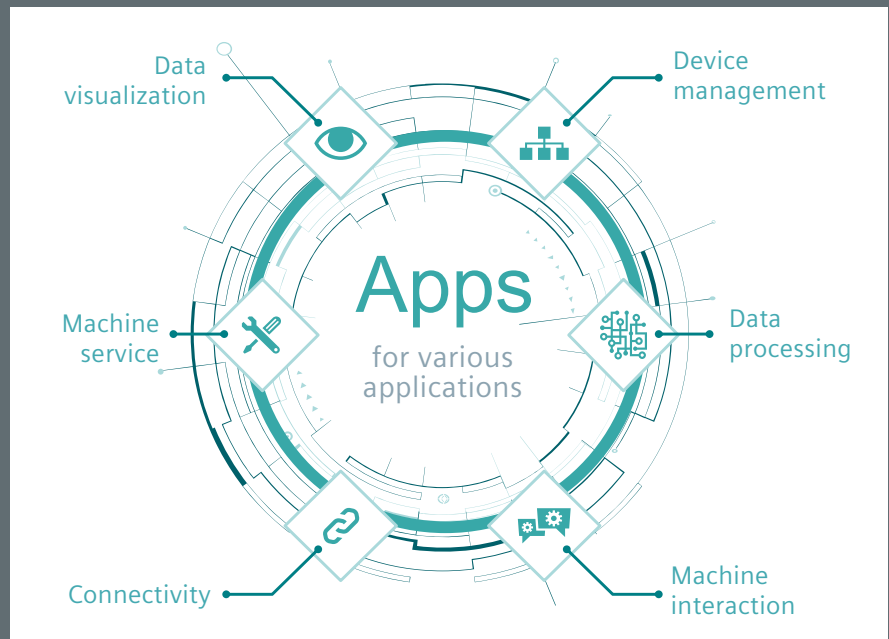 Data
visualization
Device
management
Apps
for various
applications
Machine
service
Data
processing
Connectivity
Machine
interaction